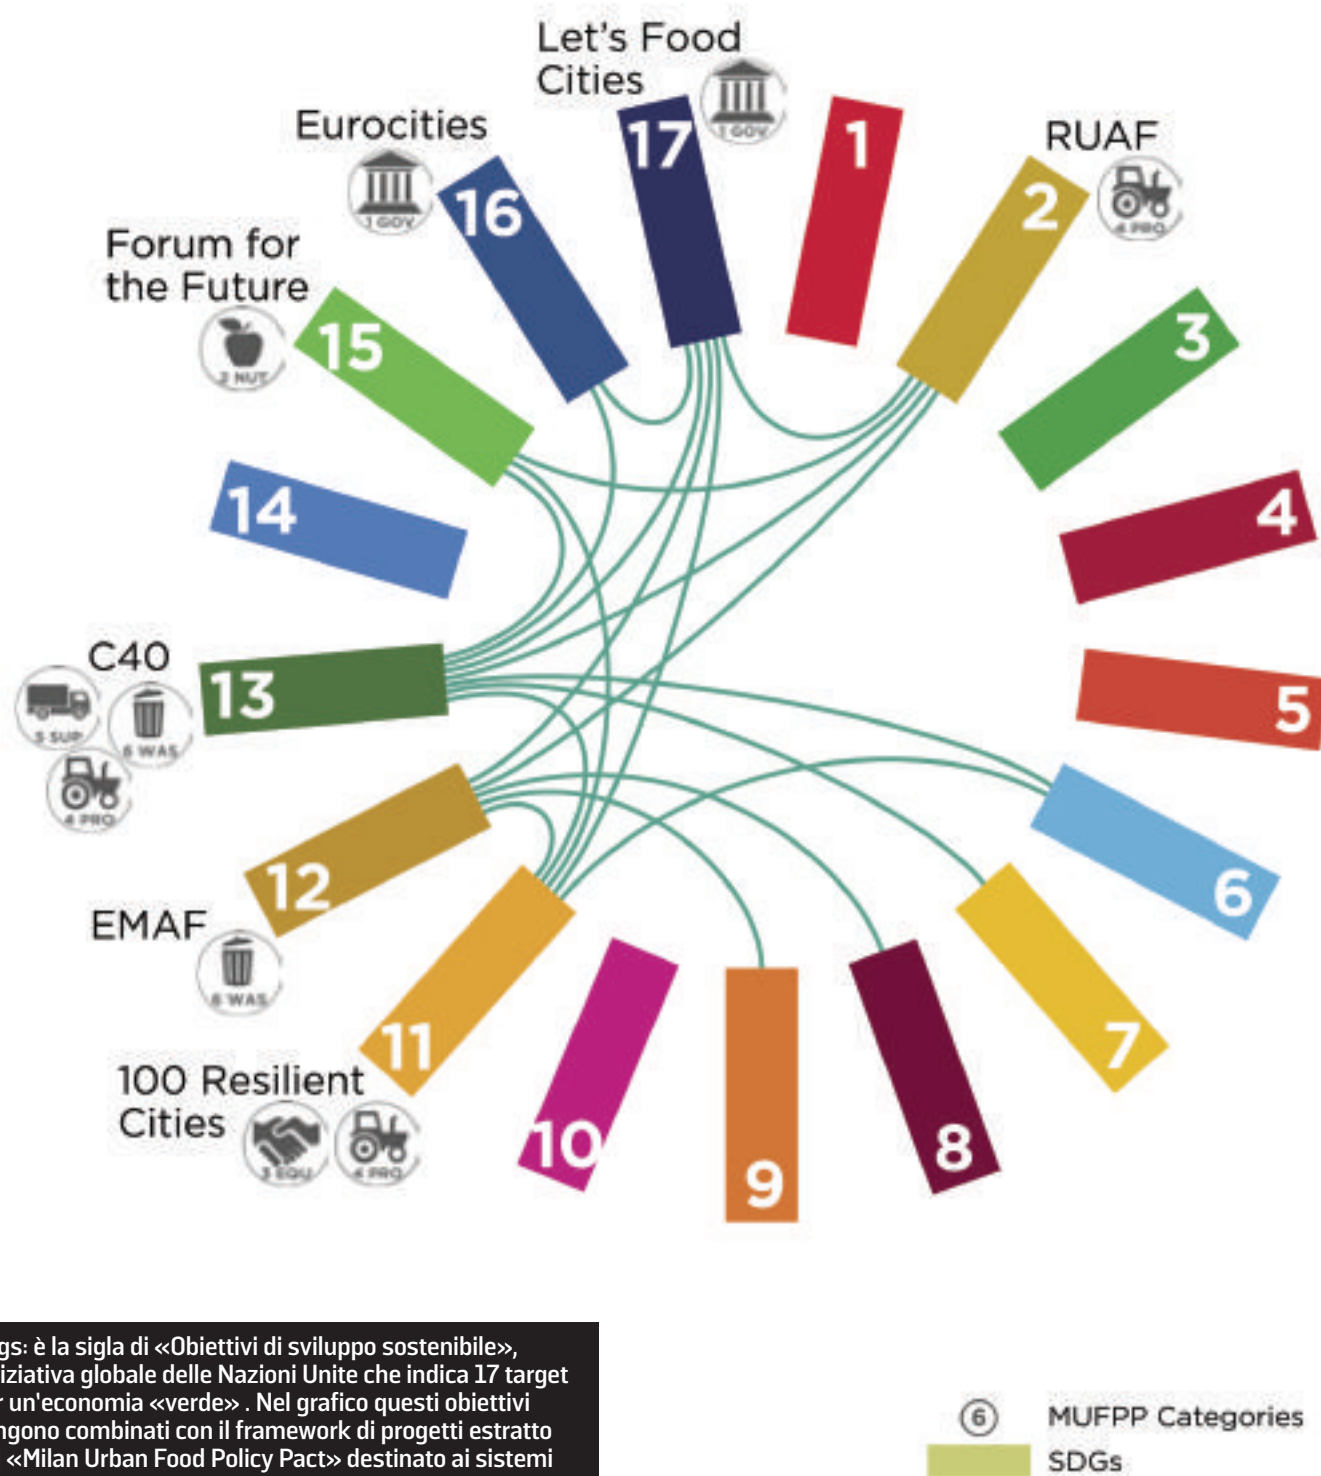 Let's Food
Cities
1 GOV
Eurocities
1 GOV
17
1
RUAF
4 PRO
16
2
Forum for
the Future
2 NUT
15
3
14
4
C40
5 SUP
6 WAS
4 PRO
13
5
12
6
EMAF
6 WAS
11
7
100 Resilient
Cities
3 EQU
4 PRO
10
9
8
gs: è la sigla di «Obiettivi di sviluppo sostenibile»,
iziativa globale delle Nazioni Unite che indica 17 target
r un'economia «verde» . Nel grafico questi obiettivi
ngono combinati con il framework di progetti estratto
«Milan Urban Food Policy Pact» destinato ai sistemi
6 MUFPP Categories
SDGs